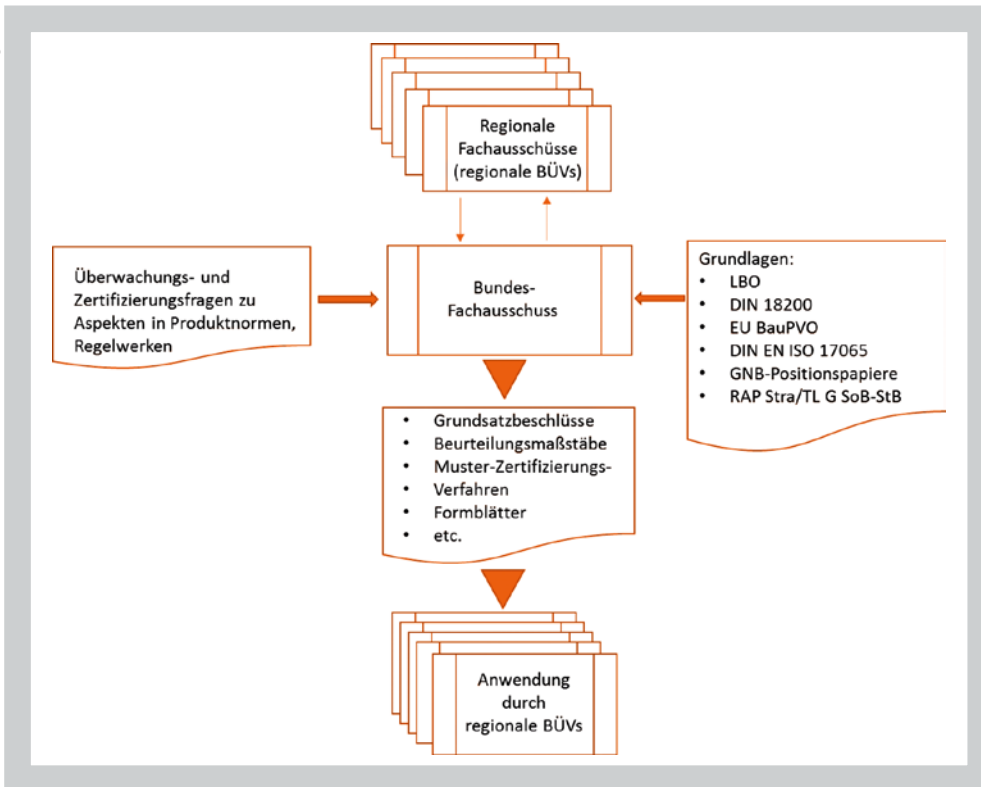 Regionale
Fachausschüsse
(regionale BÜVs)
Überwachungs- und
Zertifizierungsfragen zu
Aspekten in Produktnormen,
Regelwerken
Bundes-
Fachausschuss
Grundlagen:
• LBO
• DIN 18200
• EU BauPVO
• DIN EN ISO 17065
• GNB-Positionspapiere
• RAP Stra/TL G SoB-StB
• Grundsatzbeschlüsse
• Beurteilungsmaßstäbe
• Muster-Zertifizierungs-
• Verfahren
• Formblätter
• etc.
Anwendung
durch
regionale BÜVs